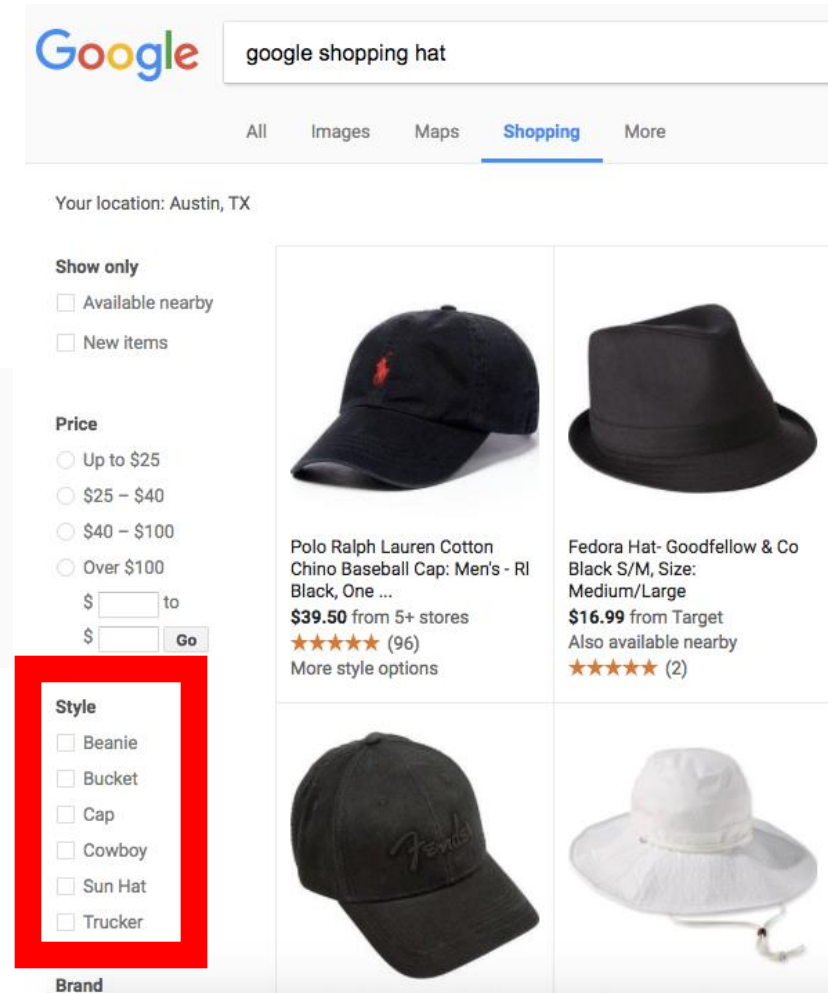 Google
google shopping hat
All Images Maps Shopping More
Your location: Austin, TX
Show only
Available nearby
New items
Price
Up to $25
$25 – $40
$40 – $100
Over $100
$ to
$ Go
Style
Beanie
Bucket
Cap
Cowboy
Sun Hat
Trucker
Brand
Polo Ralph Lauren Cotton
Chino Baseball Cap: Men's - Rl
Black, One ...
$39.50 from 5+ stores
★★★★★ (96)
More style options
Fedora Hat- Goodfellow & Co
Black S/M, Size:
Medium/Large
$16.99 from Target
Also available nearby
★★★★★ (2)
Fender